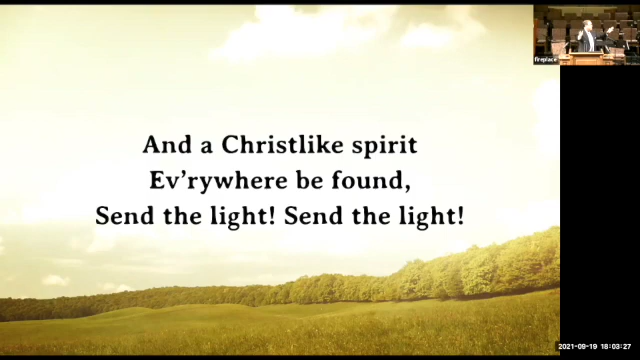 And a Christlike spirit
Ev'rywhere be found,
Send the light! Send the light!
fireplace
2021-09-19 18:03:27